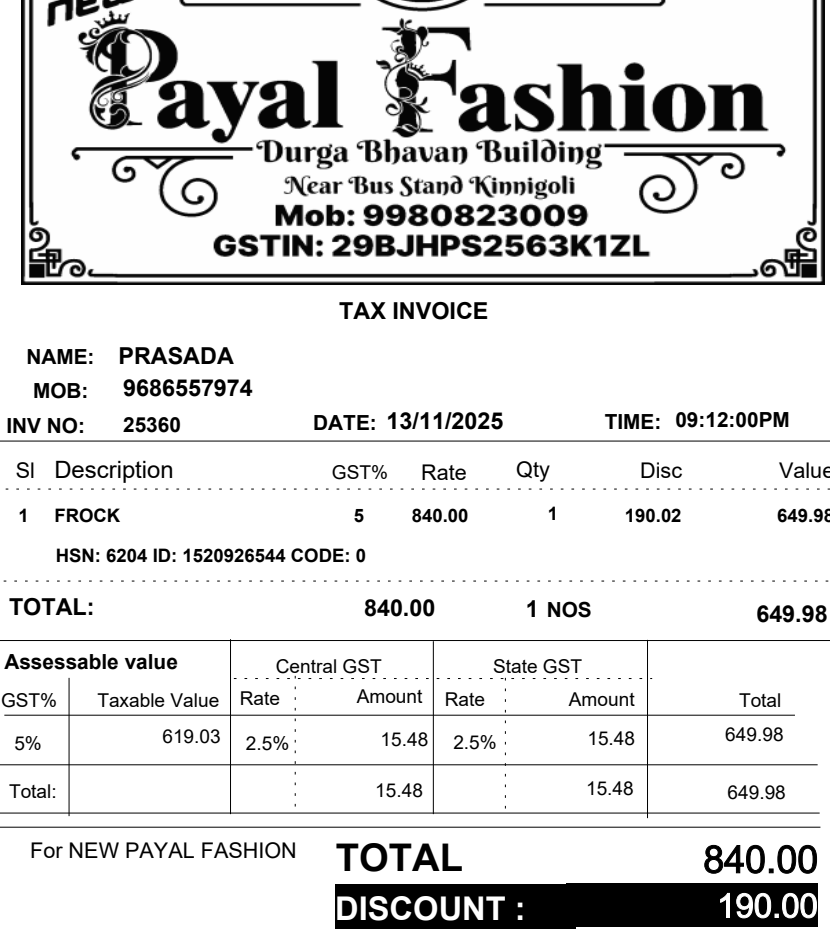 new
Payal Fashion
Durga Bhavan Building
Near Bus Stand Kinnigoli
Mob: 9980823009
GSTIN: 29BJHPS2563K1ZL
TAX INVOICE
NAME: PRASADA
MOB: 9686557974
INV NO: 25360 DATE: 13/11/2025 TIME: 09:12:00PM
Sl Description GST% Rate Qty Disc Value
1 FROCK 5 840.00 1 190.02 649.98
HSN: 6204 ID: 1520926544 CODE: 0
TOTAL: 840.00 1 NOS 649.98
Assessable value Central GST State GST
GST% Taxable Value Rate Amount Rate Amount Total
5% 619.03 2.5% 15.48 2.5% 15.48 649.98
Total: 15.48 15.48 649.98
For NEW PAYAL FASHION TOTAL 840.00
DISCOUNT : 190.00